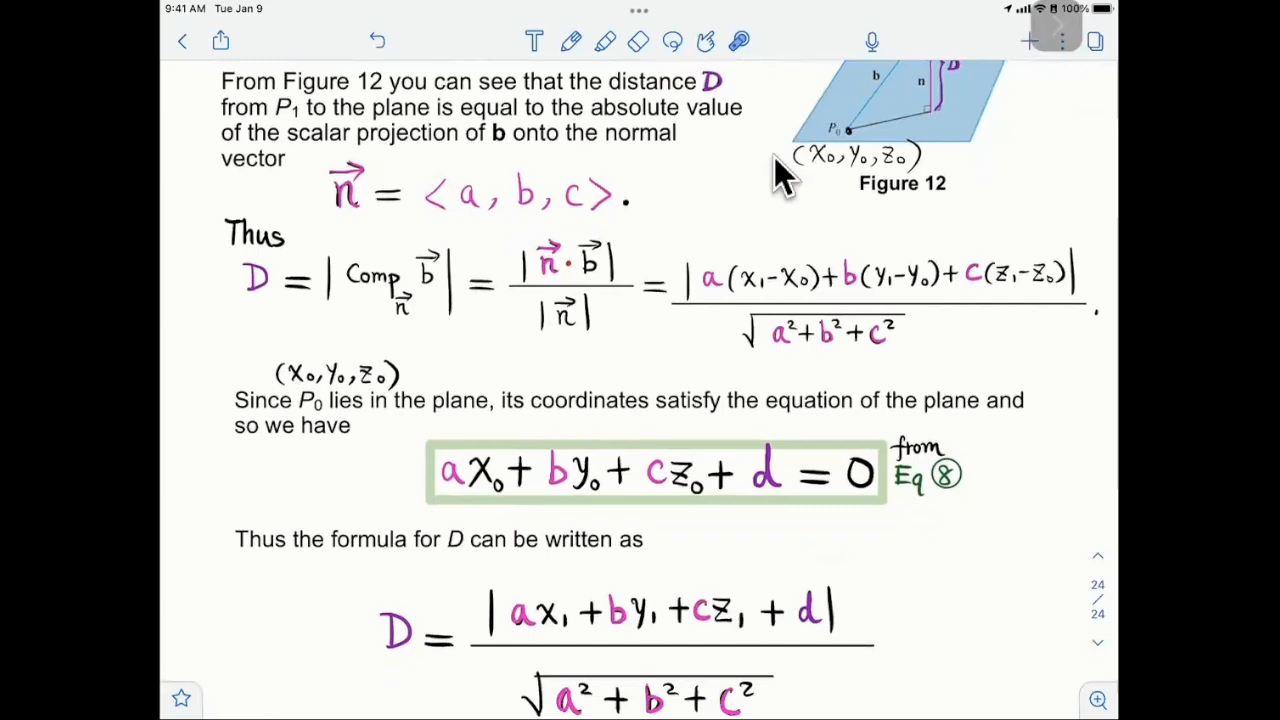 9:41 AM Tue Jan 9
100%
From Figure 12 you can see that the distance D
from P₁ to the plane is equal to the absolute value
of the scalar projection of b onto the normal
vector
n⃗ = <a, b, c>.
b
n
D
P₀
(x₀, y₀, z₀)
Figure 12
Thus
D = |Comp_n⃗ b⃗| = |n⃗ · b⃗| / |n⃗| = |a(x₁-x₀)+b(y₁-y₀)+c(z₁-z₀)| / √(a²+b²+c²).
(x₀, y₀, z₀)
Since P₀ lies in the plane, its coordinates satisfy the equation of the plane and
so we have
ax₀+ by₀+ cz₀+ d = 0
from
Eq ⑧
Thus the formula for D can be written as
D = |ax₁ + by₁ + cz₁ + d| / √(a² + b² + c²)
24
/
24